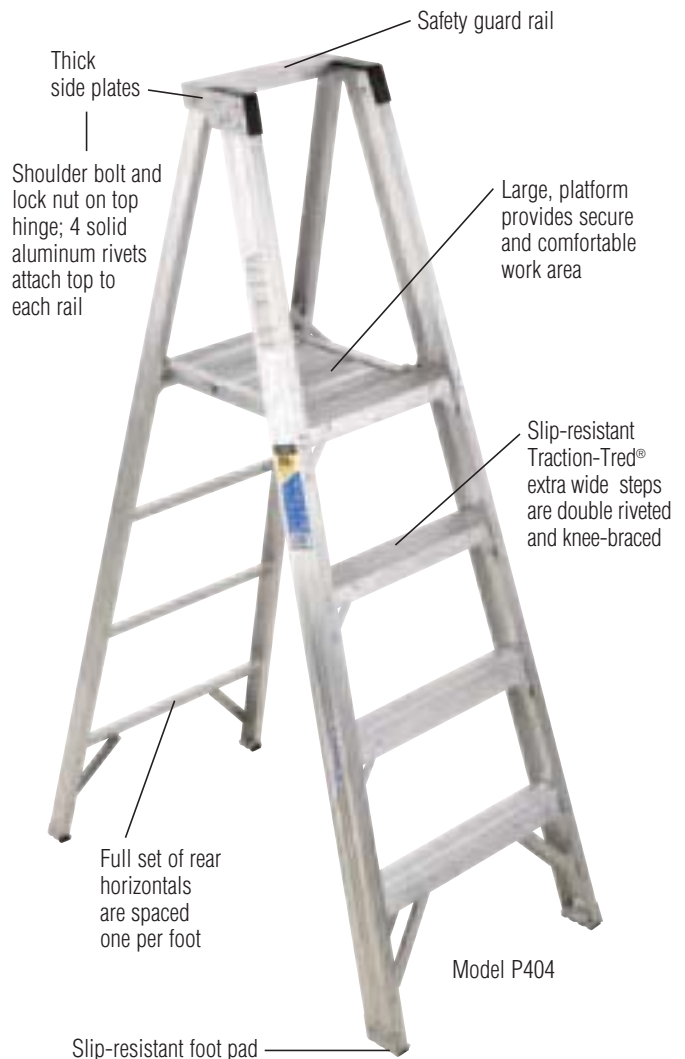 Safety guard rail
Thick
side plates
Shoulder bolt and
lock nut on top
hinge; 4 solid
aluminum rivets
attach top to
each rail
Large, platform
provides secure
and comfortable
work area
Slip-resistant
Traction-Tred®
extra wide steps
are double riveted
and knee-braced
Full set of rear
horizontals
are spaced
one per foot
Model P404
Slip-resistant foot pad